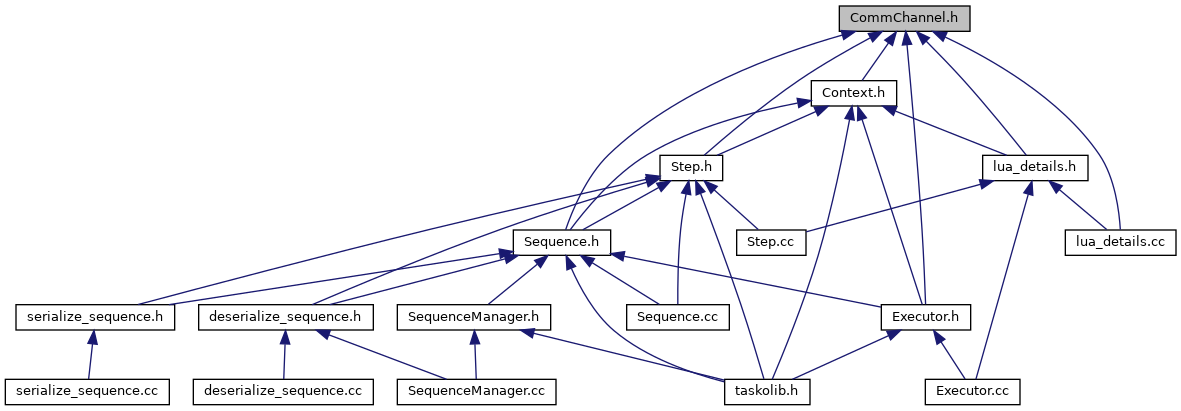 CommChannel.h
Context.h
Step.h
lua_details.h
Sequence.h
Step.cc
lua_details.cc
serialize_sequence.h
deserialize_sequence.h
SequenceManager.h
Sequence.cc
Executor.h
serialize_sequence.cc
deserialize_sequence.cc
SequenceManager.cc
taskolib.h
Executor.cc